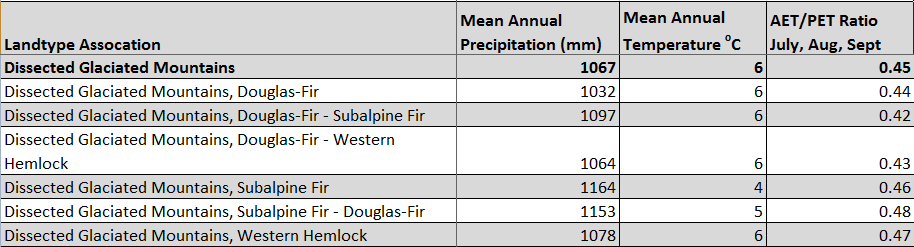 Landtype Assocation Mean Annual Precipitation (mm) Mean Annual Temperature °C AET/PET Ratio July, Aug, Sept
Dissected Glaciated Mountains 1067 6 0.45
Dissected Glaciated Mountains, Douglas-Fir 1032 6 0.44
Dissected Glaciated Mountains, Douglas-Fir - Subalpine Fir 1097 6 0.42
Dissected Glaciated Mountains, Douglas-Fir - Western
Hemlock 1064 6 0.43
Dissected Glaciated Mountains, Subalpine Fir 1164 4 0.46
Dissected Glaciated Mountains, Subalpine Fir - Douglas-Fir 1153 5 0.48
Dissected Glaciated Mountains, Western Hemlock 1078 6 0.47